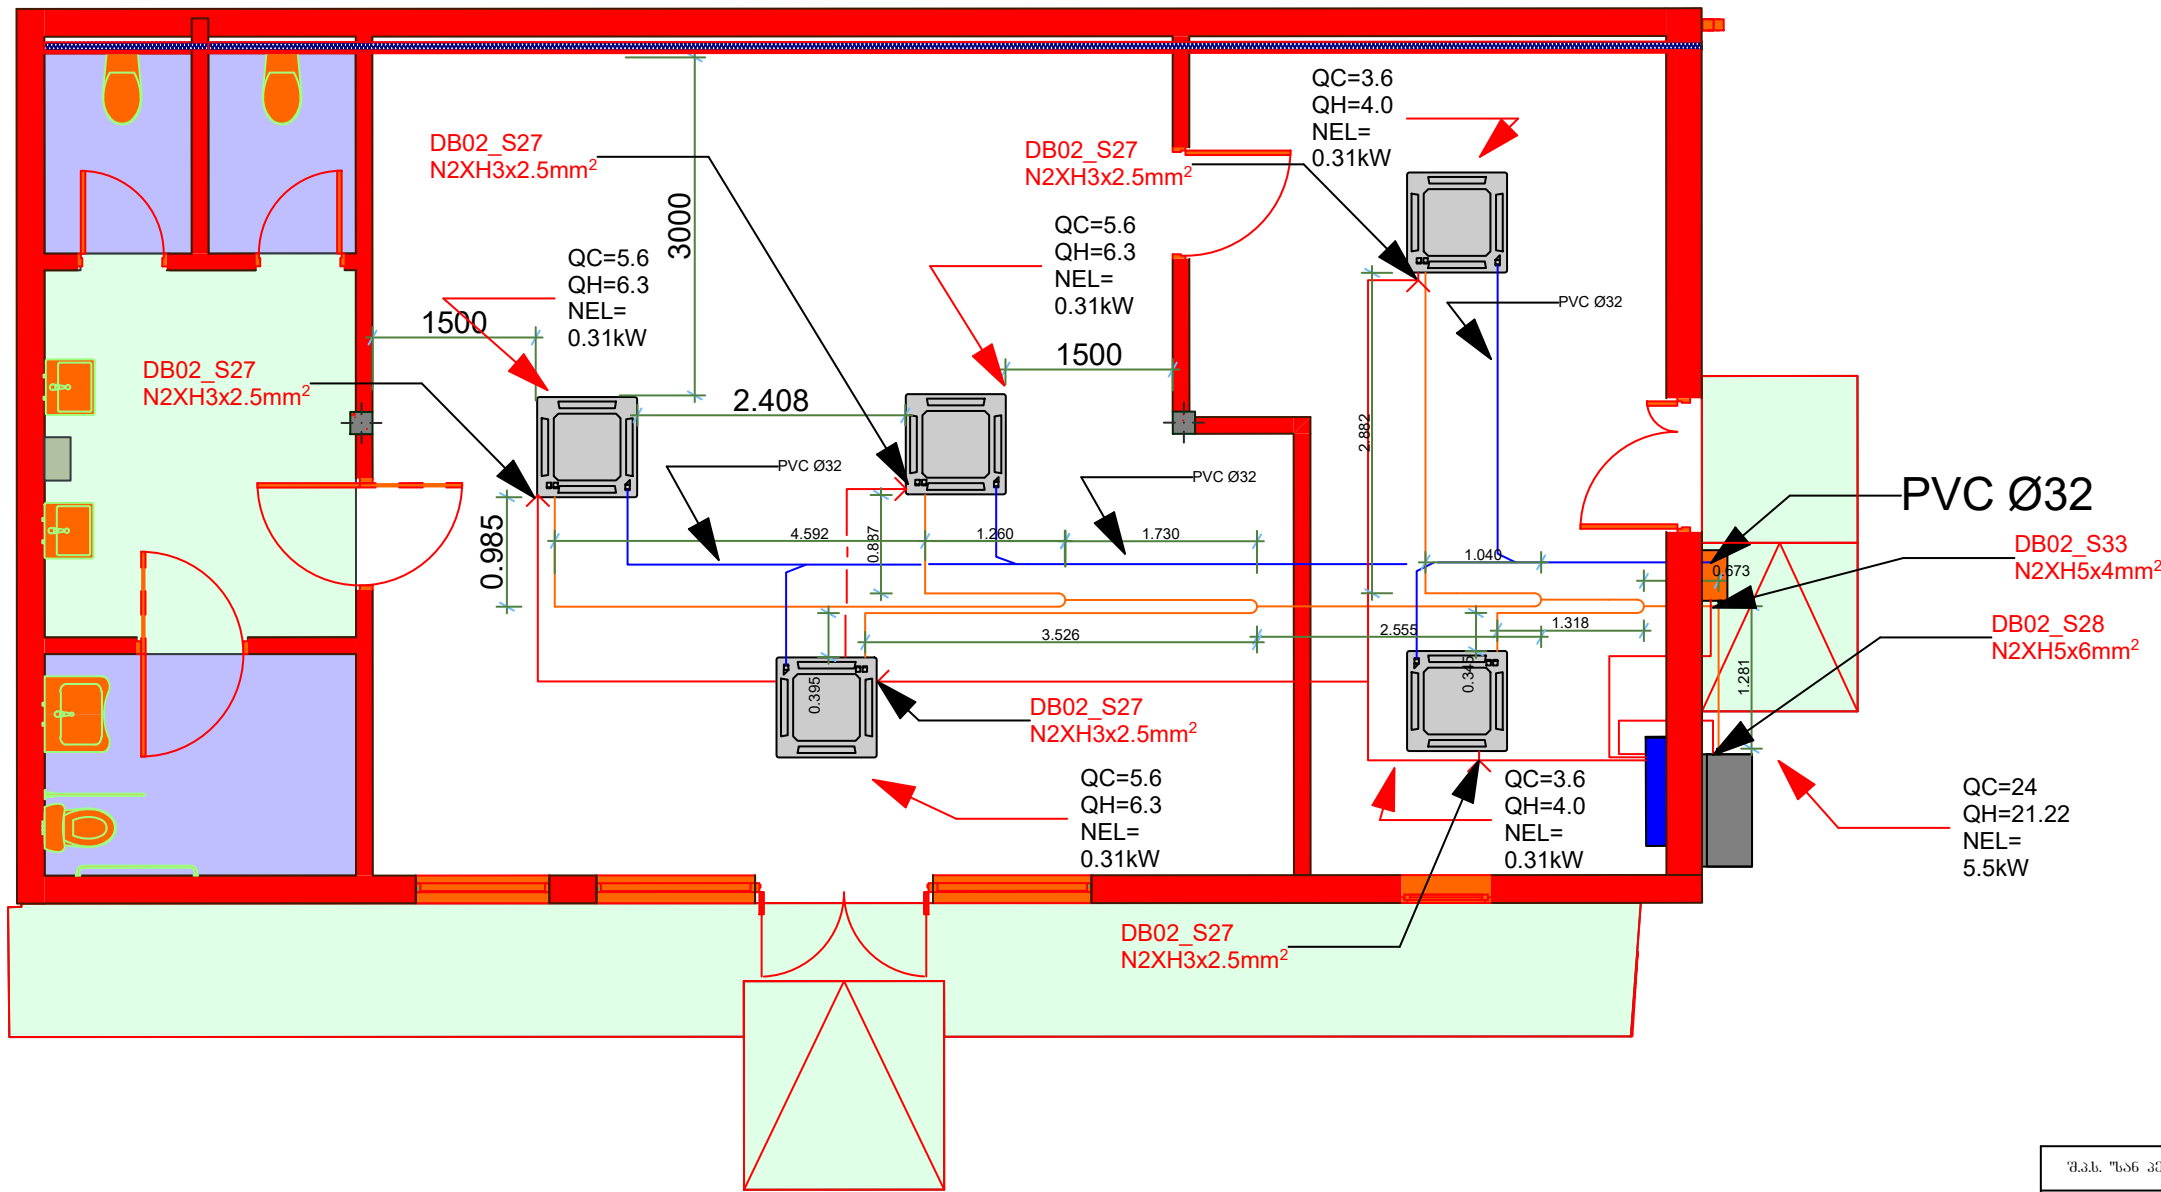 QC=3.6
QH=4.0
NEL=
0.31kW
DB02_S27
N2XH3x2.5mm²
DB02_S27
N2XH3x2.5mm²
3000
QC=5.6
QH=6.3
NEL=
0.31kW
QC=5.6
QH=6.3
NEL=
0.31kW
PVC Ø32
1500
1500
DB02_S27
N2XH3x2.5mm²
2.408
2.882
PVC Ø32
PVC Ø32
PVC Ø32
0.985
4.592
0.887
1.260
1.730
1.040
0.673
DB02_S33
N2XH5x4mm²
3.526
2.555
1.318
DB02_S28
N2XH5x6mm²
0.395
0.345
1.281
DB02_S27
N2XH3x2.5mm²
QC=5.6
QH=6.3
NEL=
0.31kW
QC=3.6
QH=4.0
NEL=
0.31kW
QC=24
QH=21.22
NEL=
5.5kW
DB02_S27
N2XH3x2.5mm²
შ.პ.ს. "სან